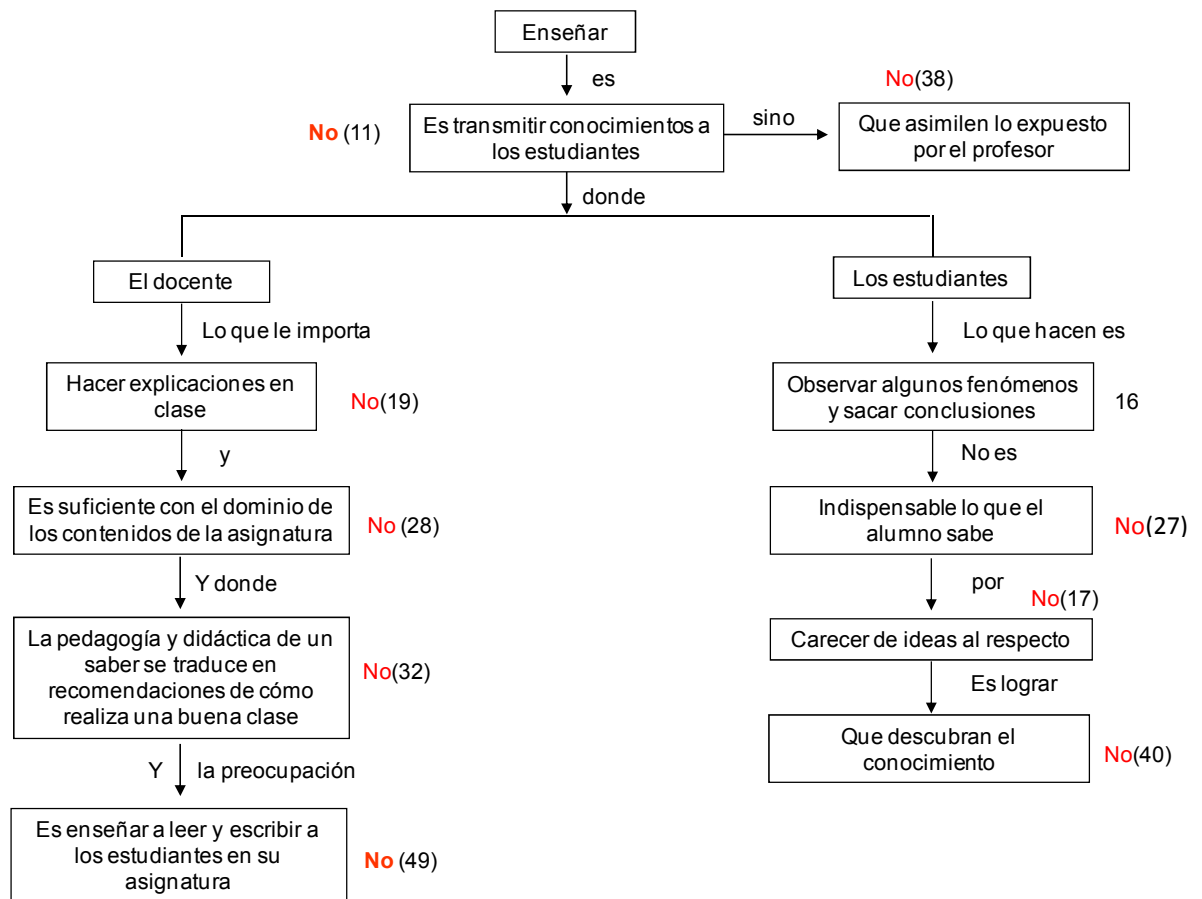 Enseñar
es
No(38)
No (11)
Es transmitir conocimientos a
los estudiantes
sino
Que asimilen lo expuesto
por el profesor
donde
El docente
Lo que le importa
Hacer explicaciones en
clase
No(19)
y
Es suficiente con el dominio de
los contenidos de la asignatura
No (28)
Y donde
La pedagogía y didáctica de un
saber se traduce en
recomendaciones de cómo
realiza una buena clase
No(32)
Y la preocupación
Es enseñar a leer y escribir a
los estudiantes en su
asignatura
No (49)
Los estudiantes
Lo que hacen es
Observar algunos fenómenos
y sacar conclusiones
16
No es
Indispensable lo que el
alumno sabe
No(27)
por
No(17)
Carecer de ideas al respecto
Es lograr
Que descubran el
conocimiento
No(40)